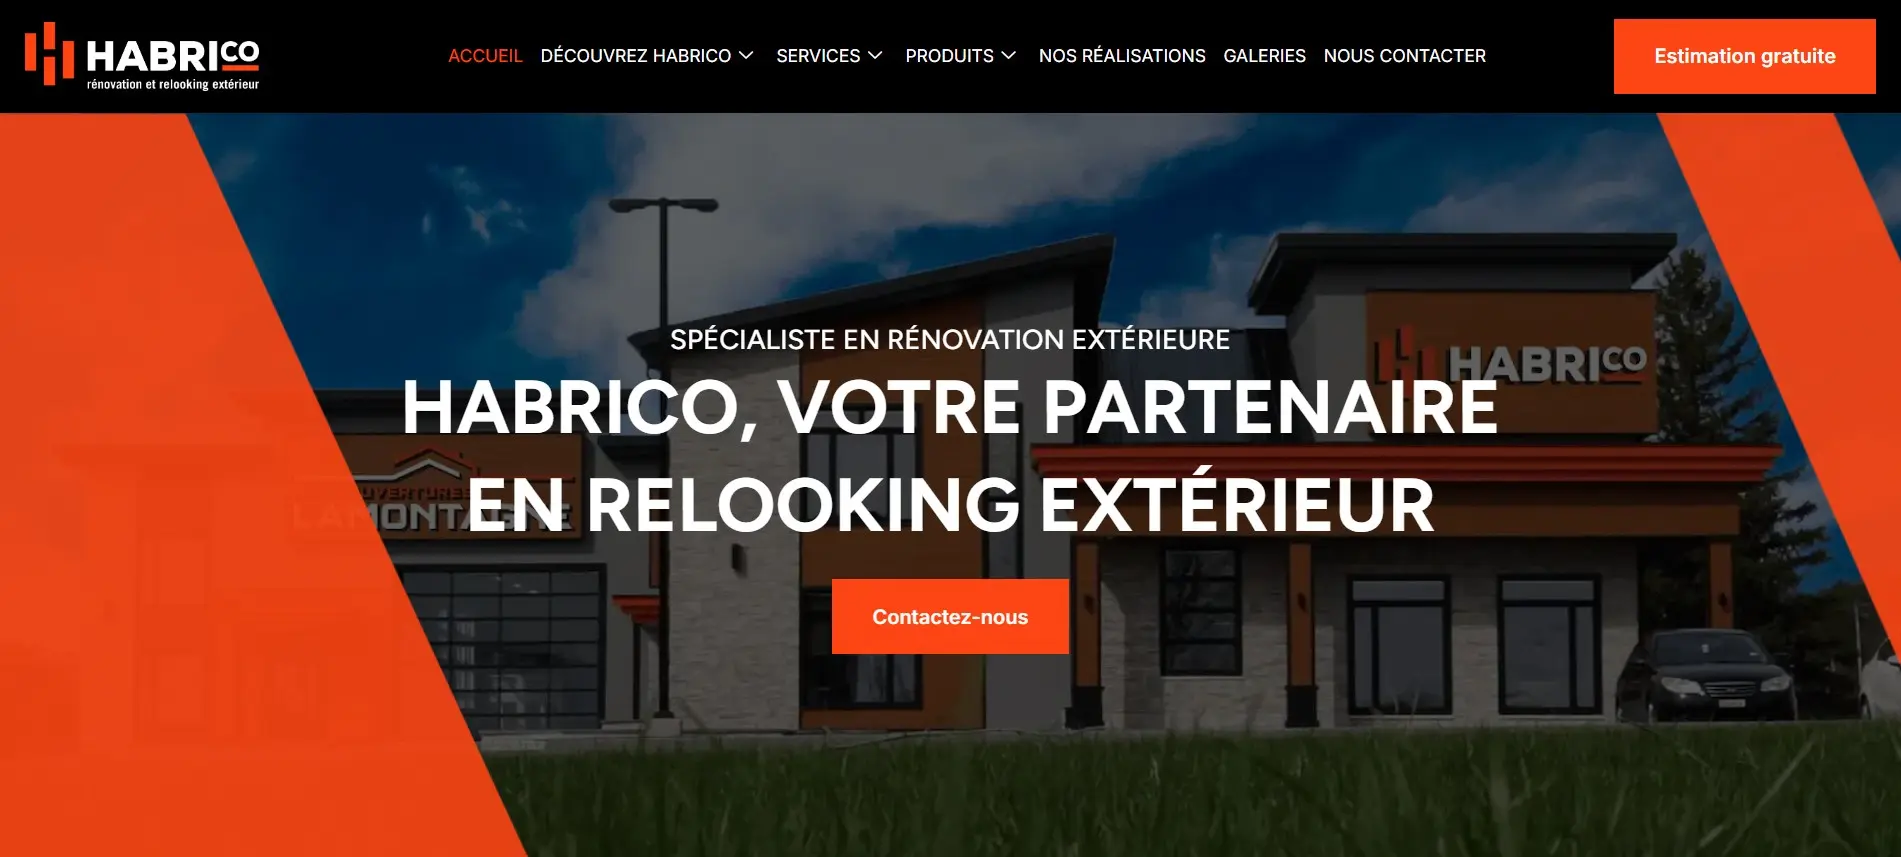 HABRICO
rénovation et relooking extérieur
ACCUEIL
DÉCOUVREZ HABRICO
SERVICES
PRODUITS
NOS RÉALISATIONS
GALERIES
NOUS CONTACTER
Estimation gratuite
SPÉCIALISTE EN RÉNOVATION EXTÉRIEURE
HABRICO
HABRICO, VOTRE PARTENAIRE
EN RELOOKING EXTÉRIEUR
LAMONTAGNE
Contactez-nous